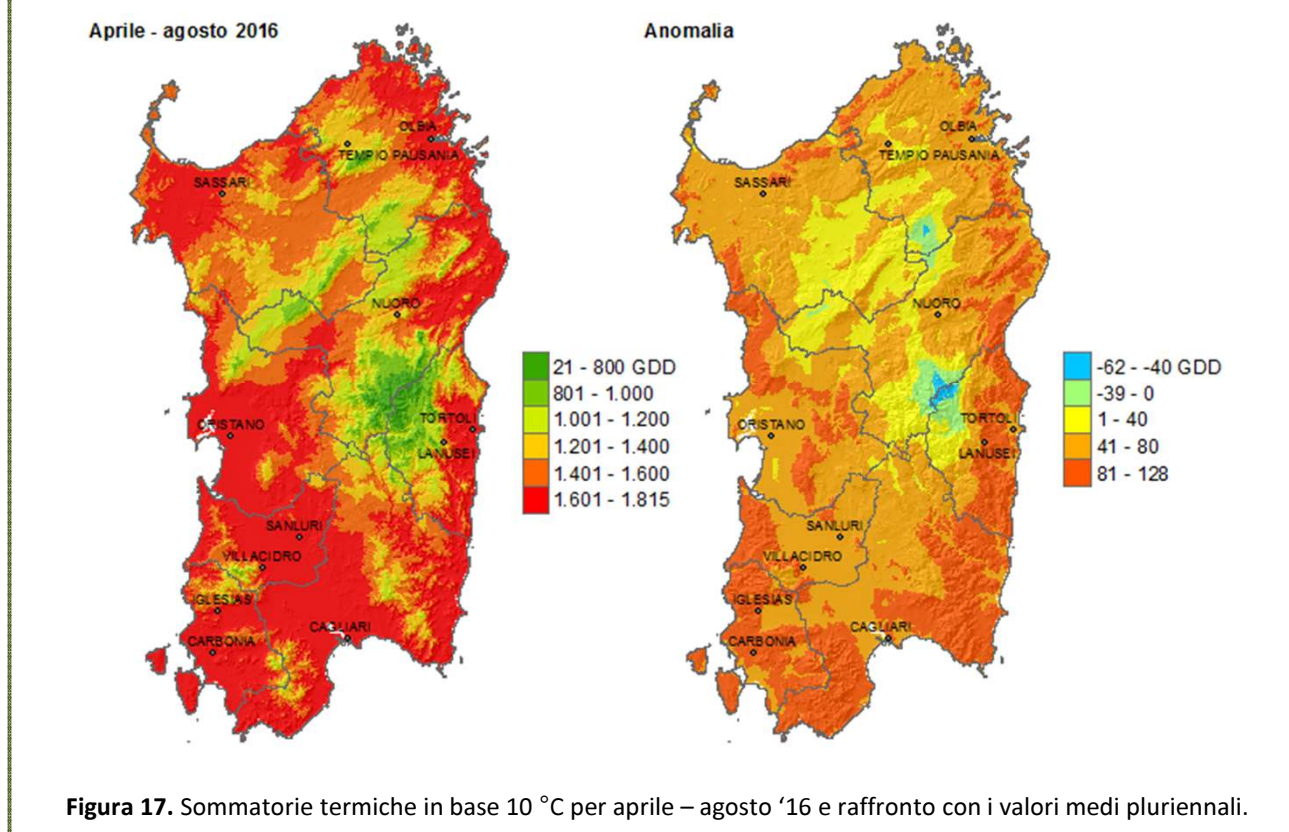 Aprile - agosto 2016
OLBIA
TEMPIO PAUSANIA
SASSARI
NUORO
ORISTANO
TORTOLI
LANUSEI
SANLURI
VILLACIDRO
IGLESIAS
CAGLIARI
CARBONIA
21 - 800 GDD
801 - 1.000
1.001 - 1.200
1.201 - 1.400
1.401 - 1.600
1.601 - 1.815
Anomalia
OLBIA
TEMPIO PAUSANIA
SASSARI
NUORO
ORISTANO
TORTOLI
LANUSEI
SANLURI
VILLACIDRO
IGLESIAS
CAGLIARI
CARBONIA
-62 - -40 GDD
-39 - 0
1 - 40
41 - 80
81 - 128
Figura 17. Sommatorie termiche in base 10 °C per aprile – agosto ‘16 e raffronto con i valori medi pluriennali.